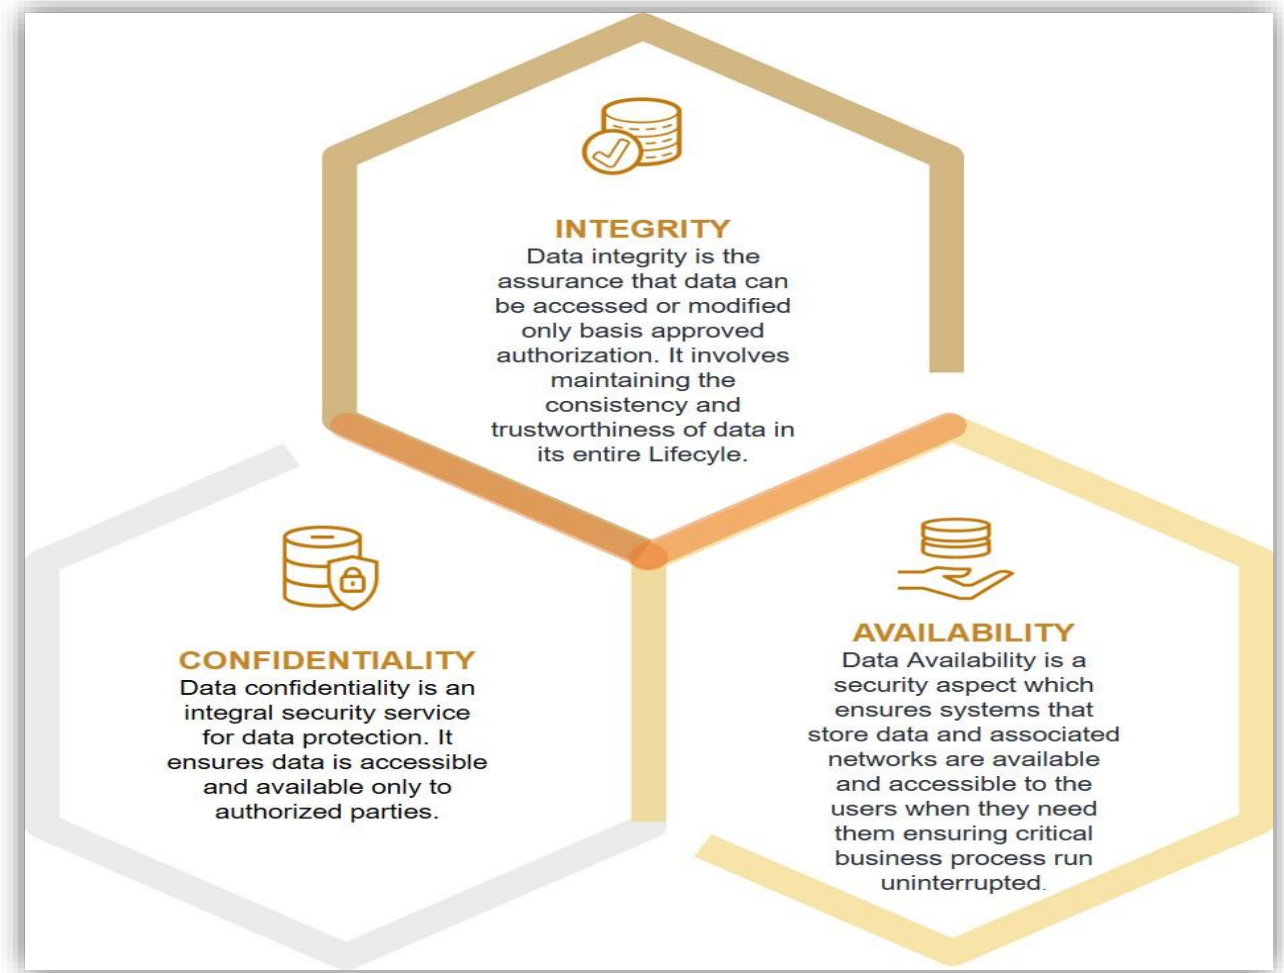 INTEGRITY
Data integrity is the
assurance that data can
be accessed or modified
only basis approved
authorization. It involves
maintaining the
consistency and
trustworthiness of data in
its entire Lifecyle.
CONFIDENTIALITY
Data confidentiality is an
integral security service
for data protection. It
ensures data is accessible
and available only to
authorized parties.
AVAILABILITY
Data Availability is a
security aspect which
ensures systems that
store data and associated
networks are available
and accessible to the
users when they need
them ensuring critical
business process run
uninterrupted.